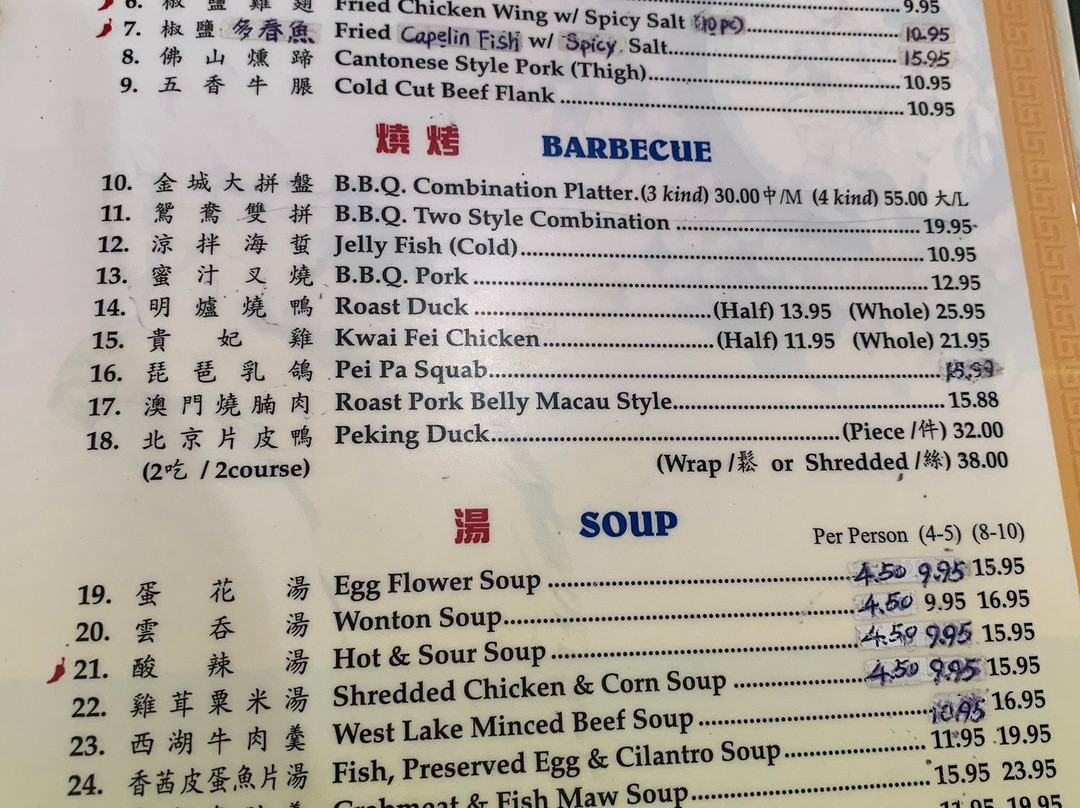 9.95
6. 椒鹽雞翅 Fried Chicken Wing w/ Spicy Salt (10 pc) 10.95
7. 椒鹽多春魚 Fried Capelin Fish w/ Spicy Salt 15.95
8. 佛山燻蹄 Cantonese Style Pork (Thigh) 10.95
9. 五香牛𦟌 Cold Cut Beef Flank 10.95
燒烤 BARBECUE
10. 金城大拼盤 B.B.Q. Combination Platter.(3 kind) 30.00中/M (4 kind) 55.00 大/L
11. 鴛鴦雙拼 B.B.Q. Two Style Combination 19.95
12. 涼拌海蜇 Jelly Fish (Cold) 10.95
13. 蜜汁叉燒 B.B.Q. Pork 12.95
14. 明爐燒鴨 Roast Duck (Half) 13.95 (Whole) 25.95
15. 貴妃雞 Kwai Fei Chicken (Half) 11.95 (Whole) 21.95
16. 琵琶乳鴿 Pei Pa Squab
17. 澳門燒腩肉 Roast Pork Belly Macau Style 15.88
18. 北京片皮鴨 Peking Duck (Piece /件) 32.00
(2吃 / 2course) (Wrap /鬆 or Shredded /絲) 38.00
湯 SOUP Per Person (4-5) (8-10)
19. 蛋花湯 Egg Flower Soup 4.50 9.95 15.95
20. 雲吞湯 Wonton Soup 4.50 9.95 16.95
21. 酸辣湯 Hot & Sour Soup 4.50 9.95 15.95
22. 雞茸粟米湯 Shredded Chicken & Corn Soup 4.50 9.95 15.95
23. 西湖牛肉羹 West Lake Minced Beef Soup 10.95 16.95
24. 香茜皮蛋魚片湯 Fish, Preserved Egg & Cilantro Soup 11.95 19.95
Crabmeat & Fish Maw Soup 15.95 23.95
11.95 19.95